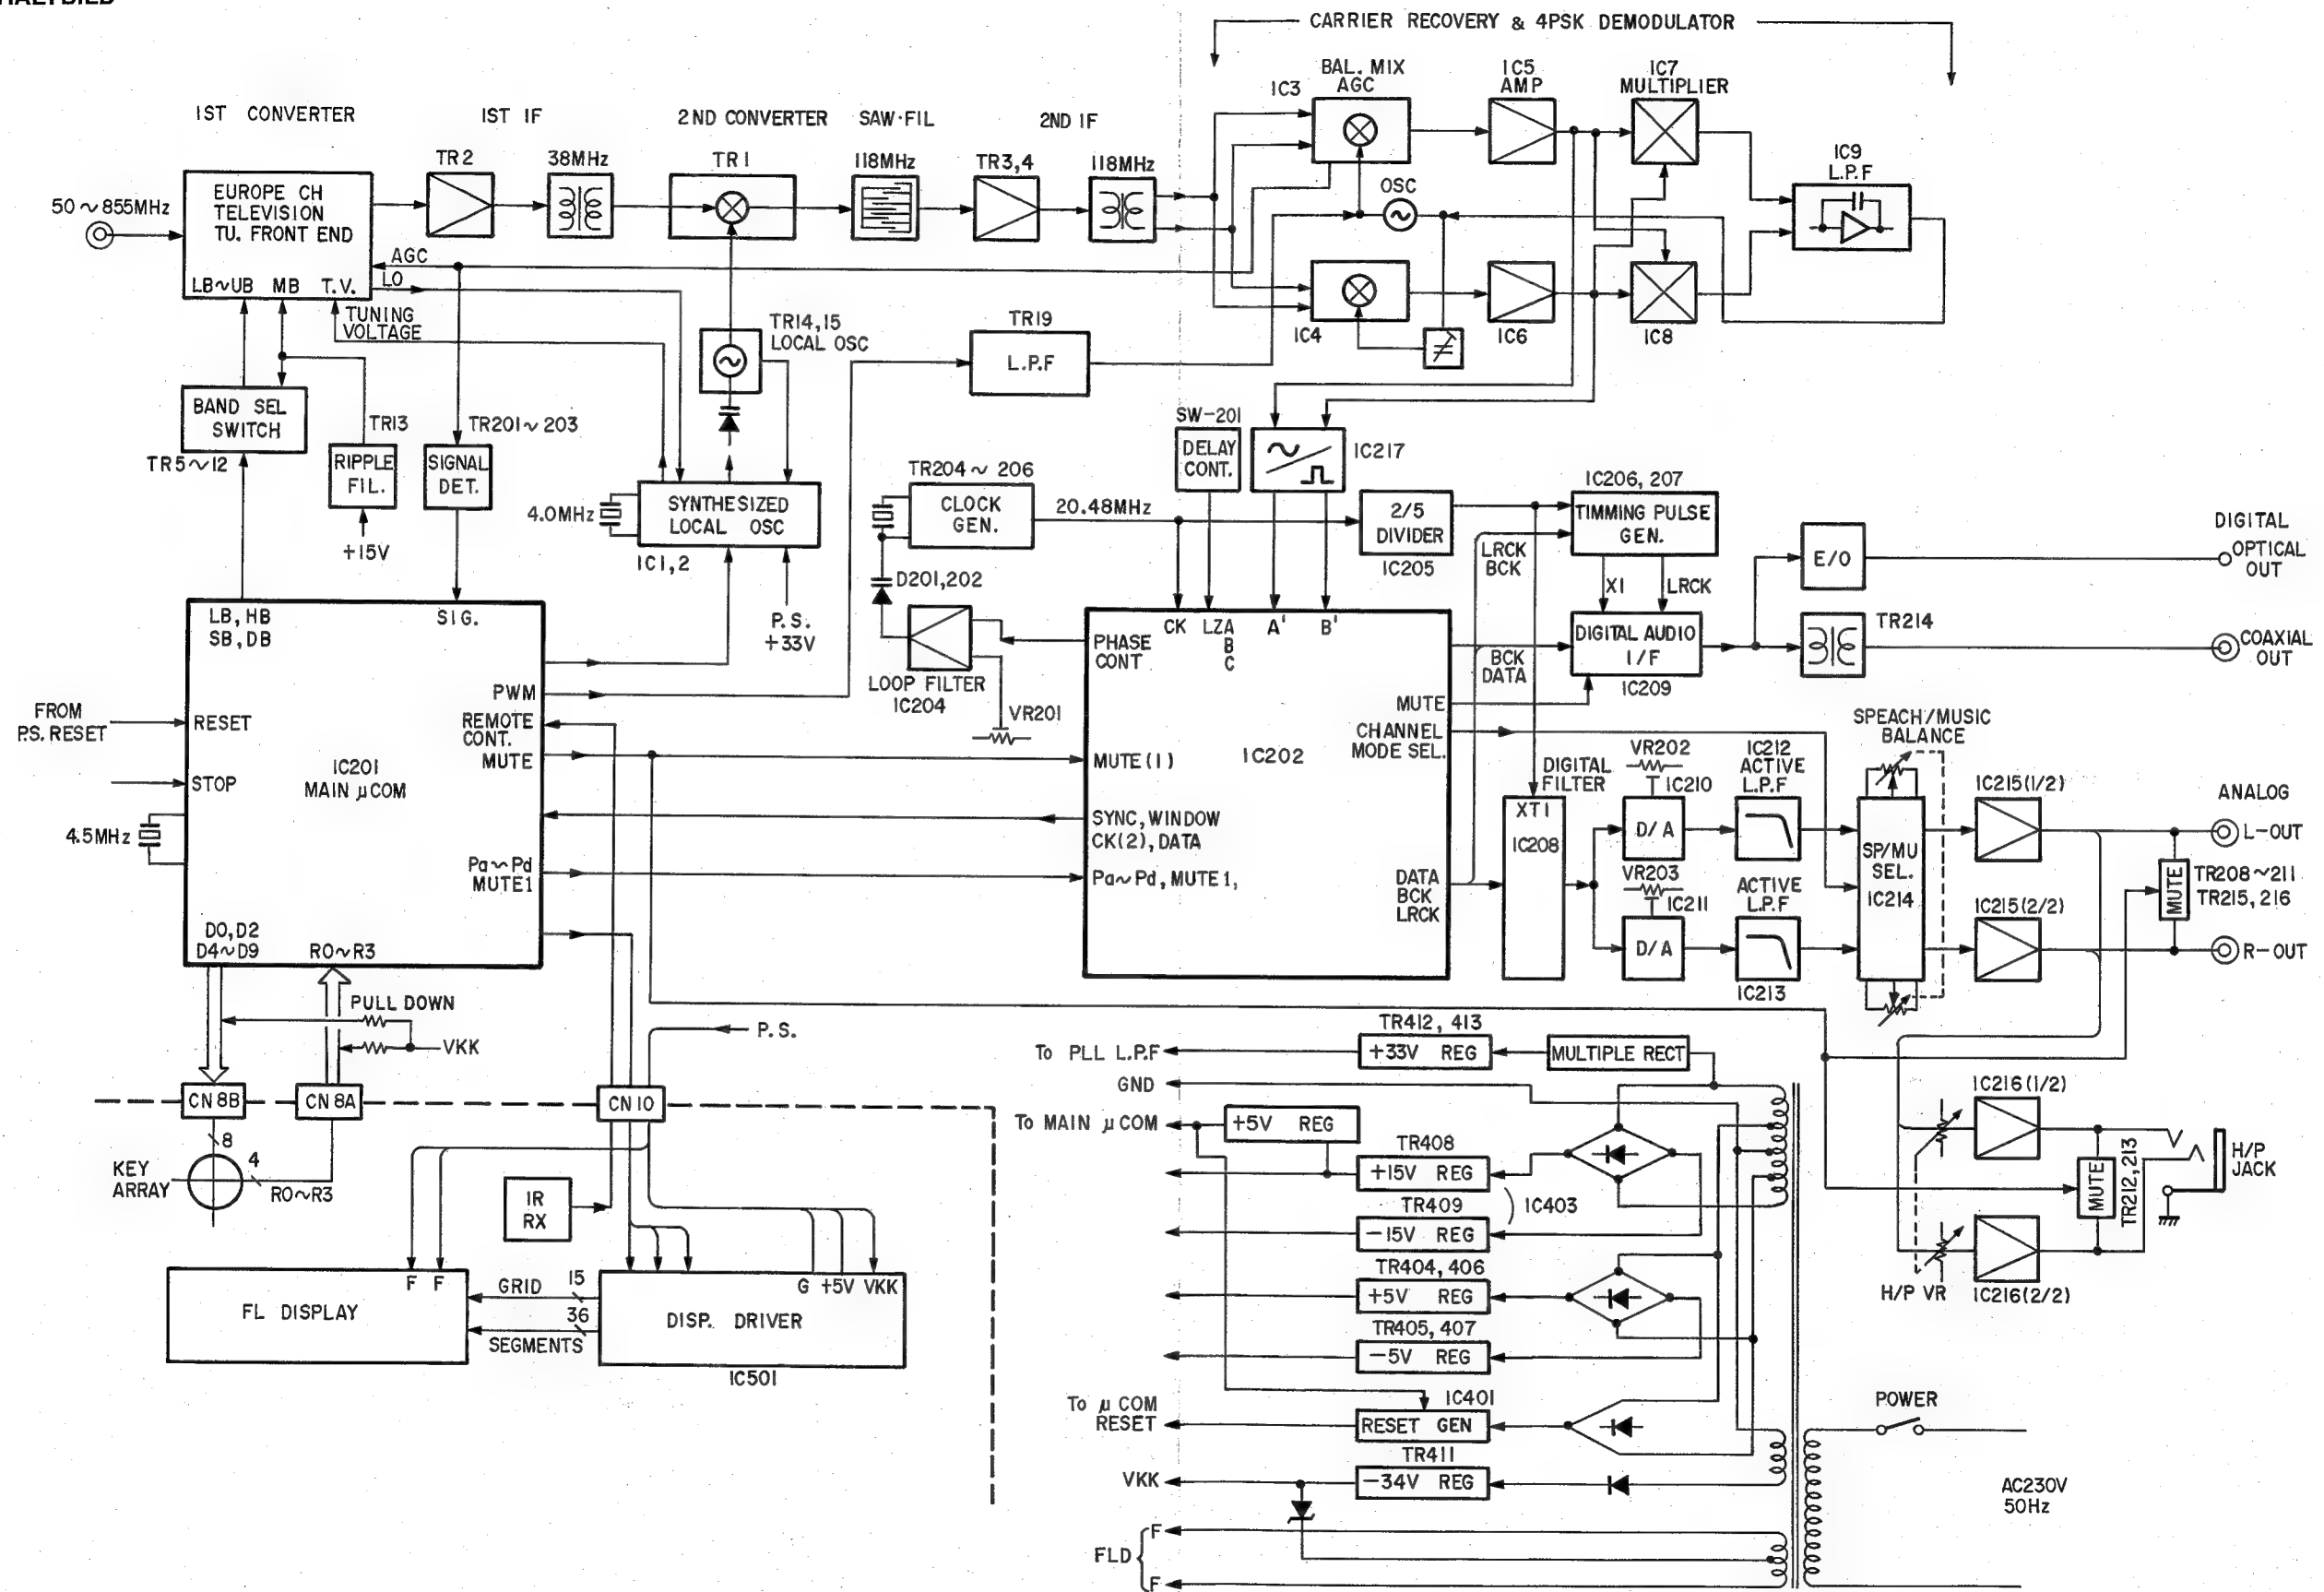 CARRIER RECOVERY & 4PSK DEMODULATOR
1ST CONVERTER
1ST IF
2ND CONVERTER
SAW·FIL
2ND IF
IC3
BAL. MIX
AGC
IC5
AMP
IC7
MULTIPLIER
TR2
38MHz
TR1
118MHz
TR3,4
118MHz
IC9
L.P.F
50~855MHz
EUROPE CH
TELEVISION
TU. FRONT END
LB~UB MB T.V.
AGC
LO
TUNING
VOLTAGE
OSC
IC4
IC6
IC8
TR14,15
LOCAL OSC
TR19
L.P.F
BAND SEL
SWITCH
TR5~12
TR13
RIPPLE
FIL.
+15V
TR201~203
SIGNAL
DET.
4.0MHz
SYNTHESIZED
LOCAL OSC
IC1,2
P.S.
+33V
TR204~206
CLOCK
GEN.
20.48MHz
D201,202
LOOP FILTER
IC204
VR201
SW-201
DELAY
CONT.
IC217
2/5
DIVIDER
IC205
IC206, 207
TIMMING PULSE
GEN.
LRCK
BCK
X1
LRCK
E/O
DIGITAL
OPTICAL
OUT
DIGITAL AUDIO
I/F
IC209
TR214
COAXIAL
OUT
BCK
DATA
LB, HB
SB, DB
SIG.
PWM
REMOTE
CONT.
MUTE
FROM
P.S. RESET
RESET
STOP
IC201
MAIN μCOM
4.5MHz
Pa~Pd
MUTE1
D0, D2
D4~D9
R0~R3
CK LZA A' B'
B
C
PHASE
CONT
MUTE(1)
IC202
SYNC, WINDOW
CK(2), DATA
Pa~Pd, MUTE1,
MUTE
CHANNEL
MODE SEL.
DATA
BCK
LRCK
DIGITAL
FILTER
XT1
IC208
VR202
IC210
D/A
VR203
IC211
D/A
IC212
ACTIVE
L.P.F
ACTIVE
L.P.F
IC213
SPEACH/MUSIC
BALANCE
SP/MU
SEL.
IC214
IC215(1/2)
IC215(2/2)
ANALOG
L-OUT
MUTE
TR208~211
TR215, 216
R-OUT
PULL DOWN
VKK
P.S.
CN8B
CN8A
CN10
8
4
KEY
ARRAY
R0~R3
IR
RX
F F
FL DISPLAY
GRID
15
36
SEGMENTS
G +5V VKK
DISP. DRIVER
IC501
TR412, 413
To PLL L.P.F
+33V REG
MULTIPLE RECT
GND
To MAIN μCOM
+5V REG
TR408
+15V REG
TR409
IC403
-15V REG
TR404, 406
+5V REG
TR405, 407
-5V REG
To μCOM
RESET
IC401
RESET GEN
TR411
VKK
-34V REG
FLD
F
F
IC216(1/2)
MUTE
TR212, 213
H/P
JACK
H/P VR
IC216(2/2)
POWER
AC230V
50Hz